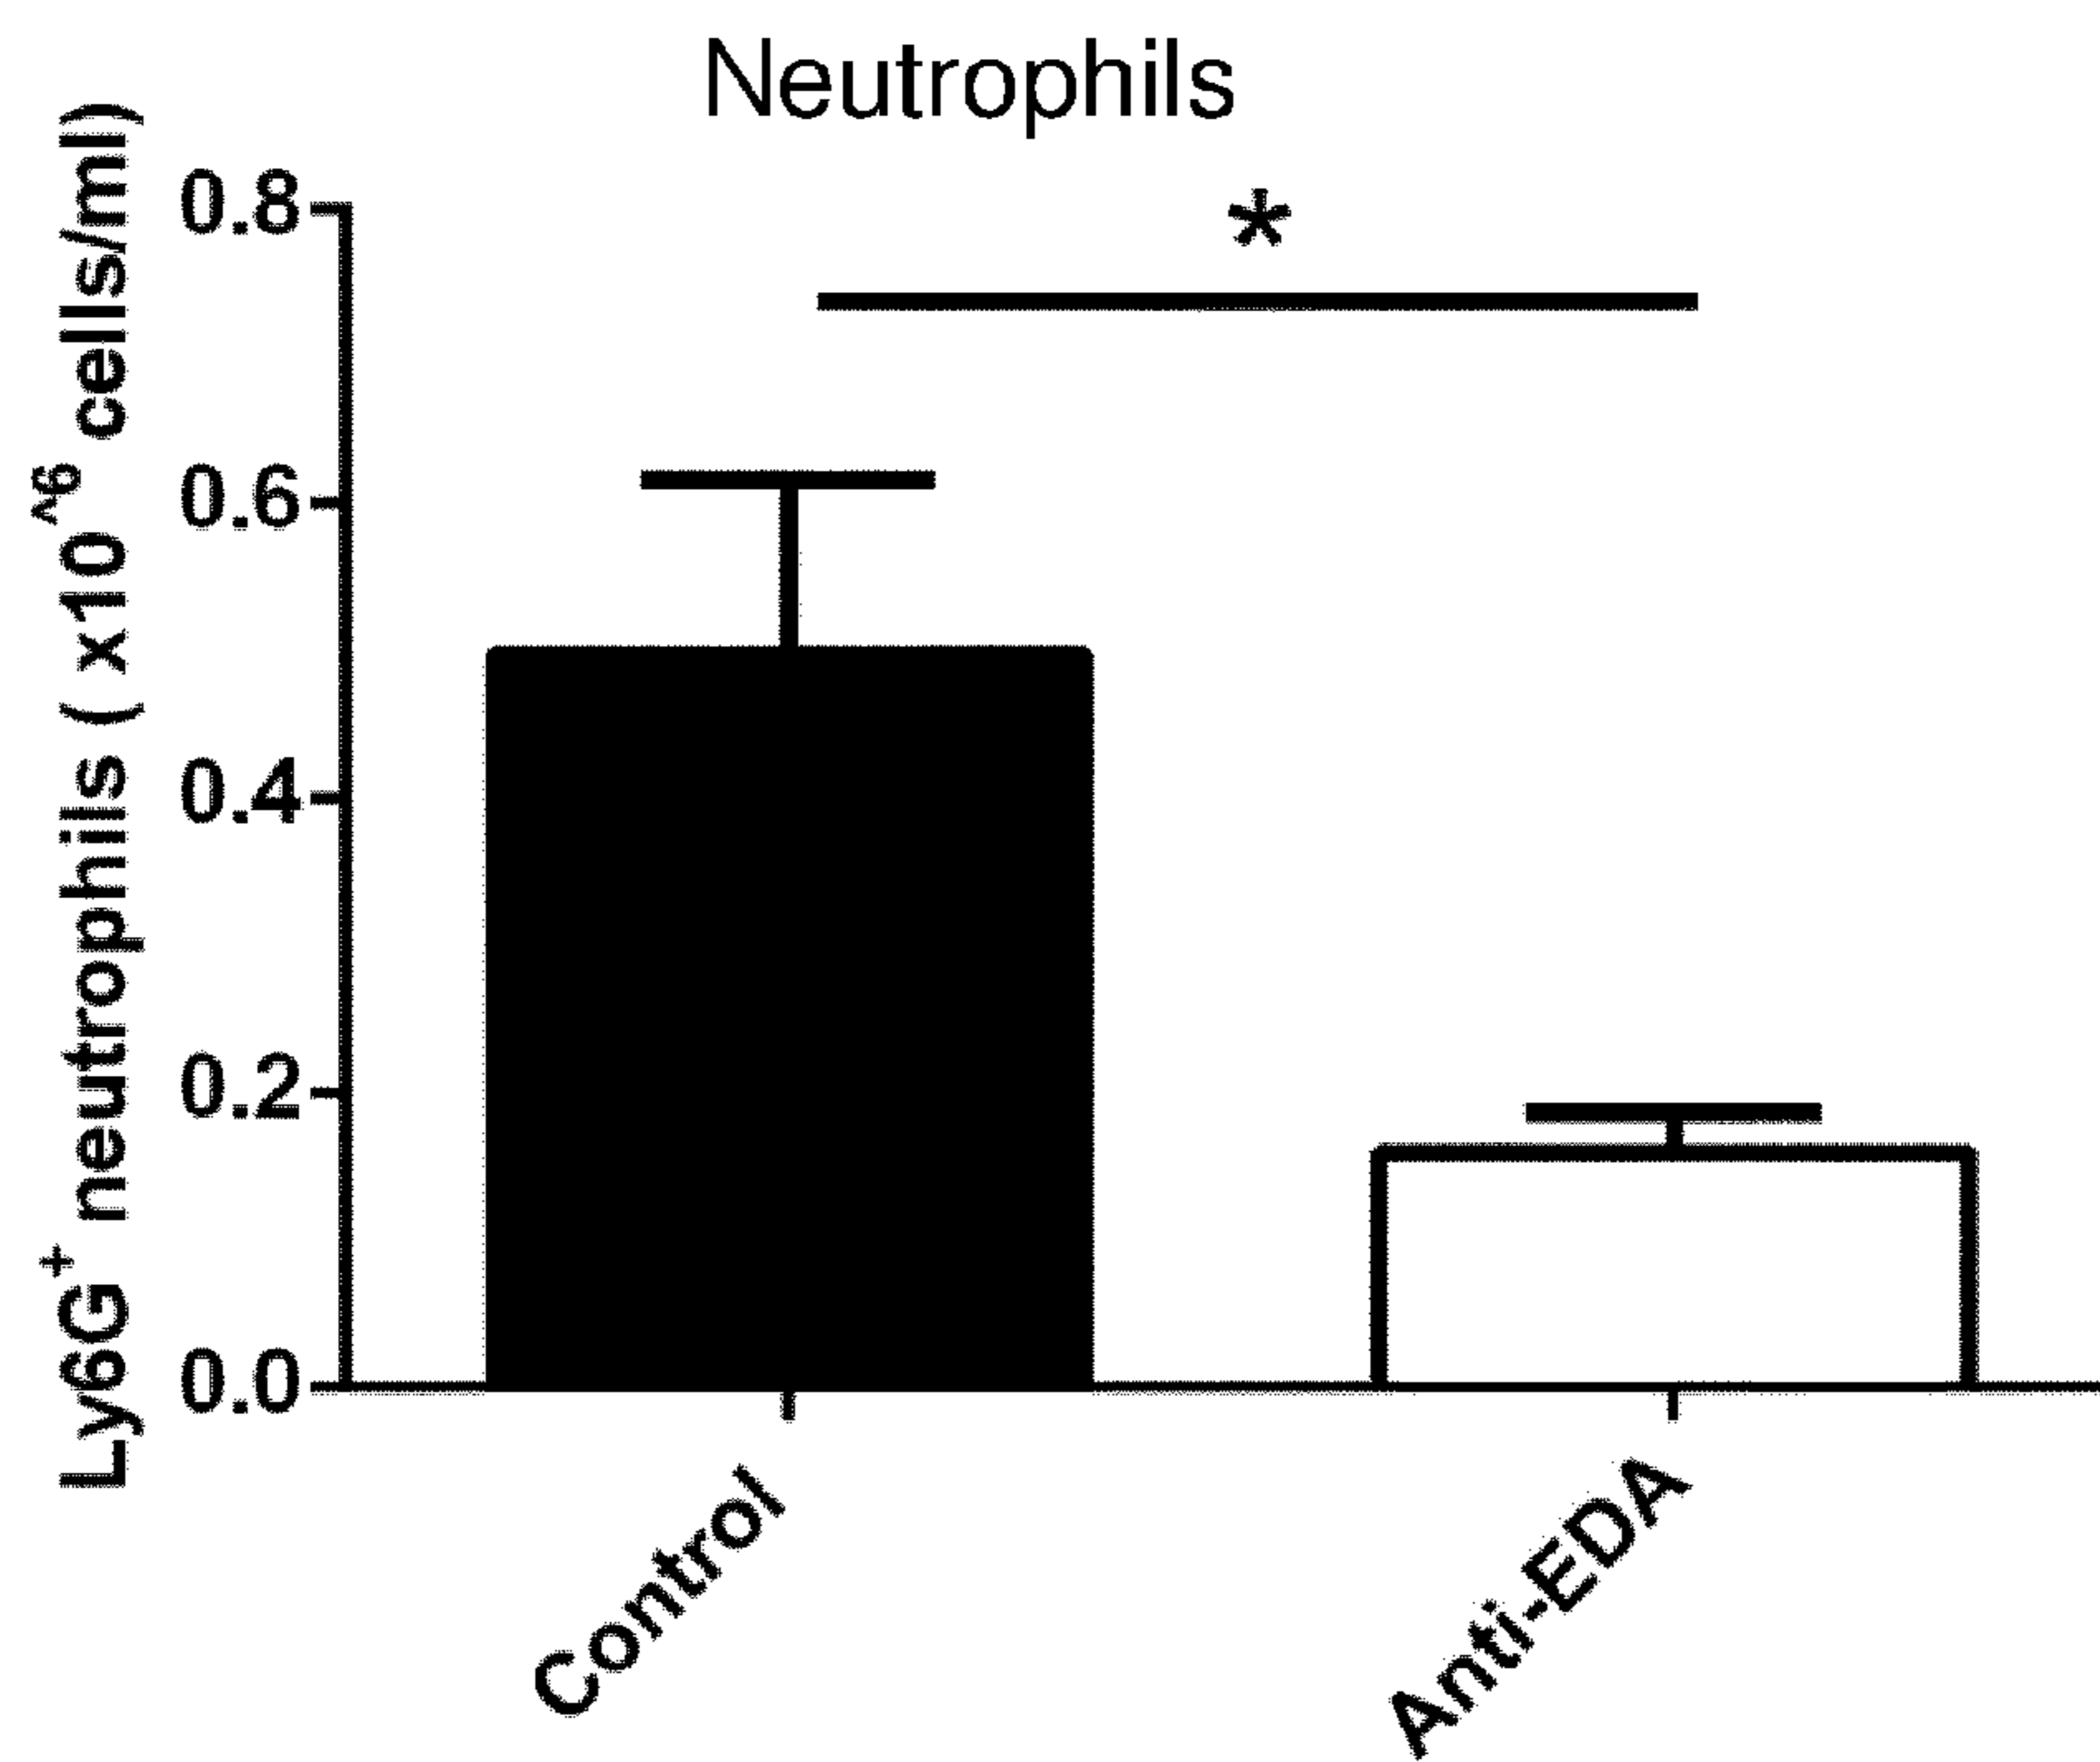 Neutrophils
*
Ly6G⁺ neutrophils ( x10^6 cells/ml)
0.8
0.6
0.4
0.2
0.0
Control
Anti-EDA